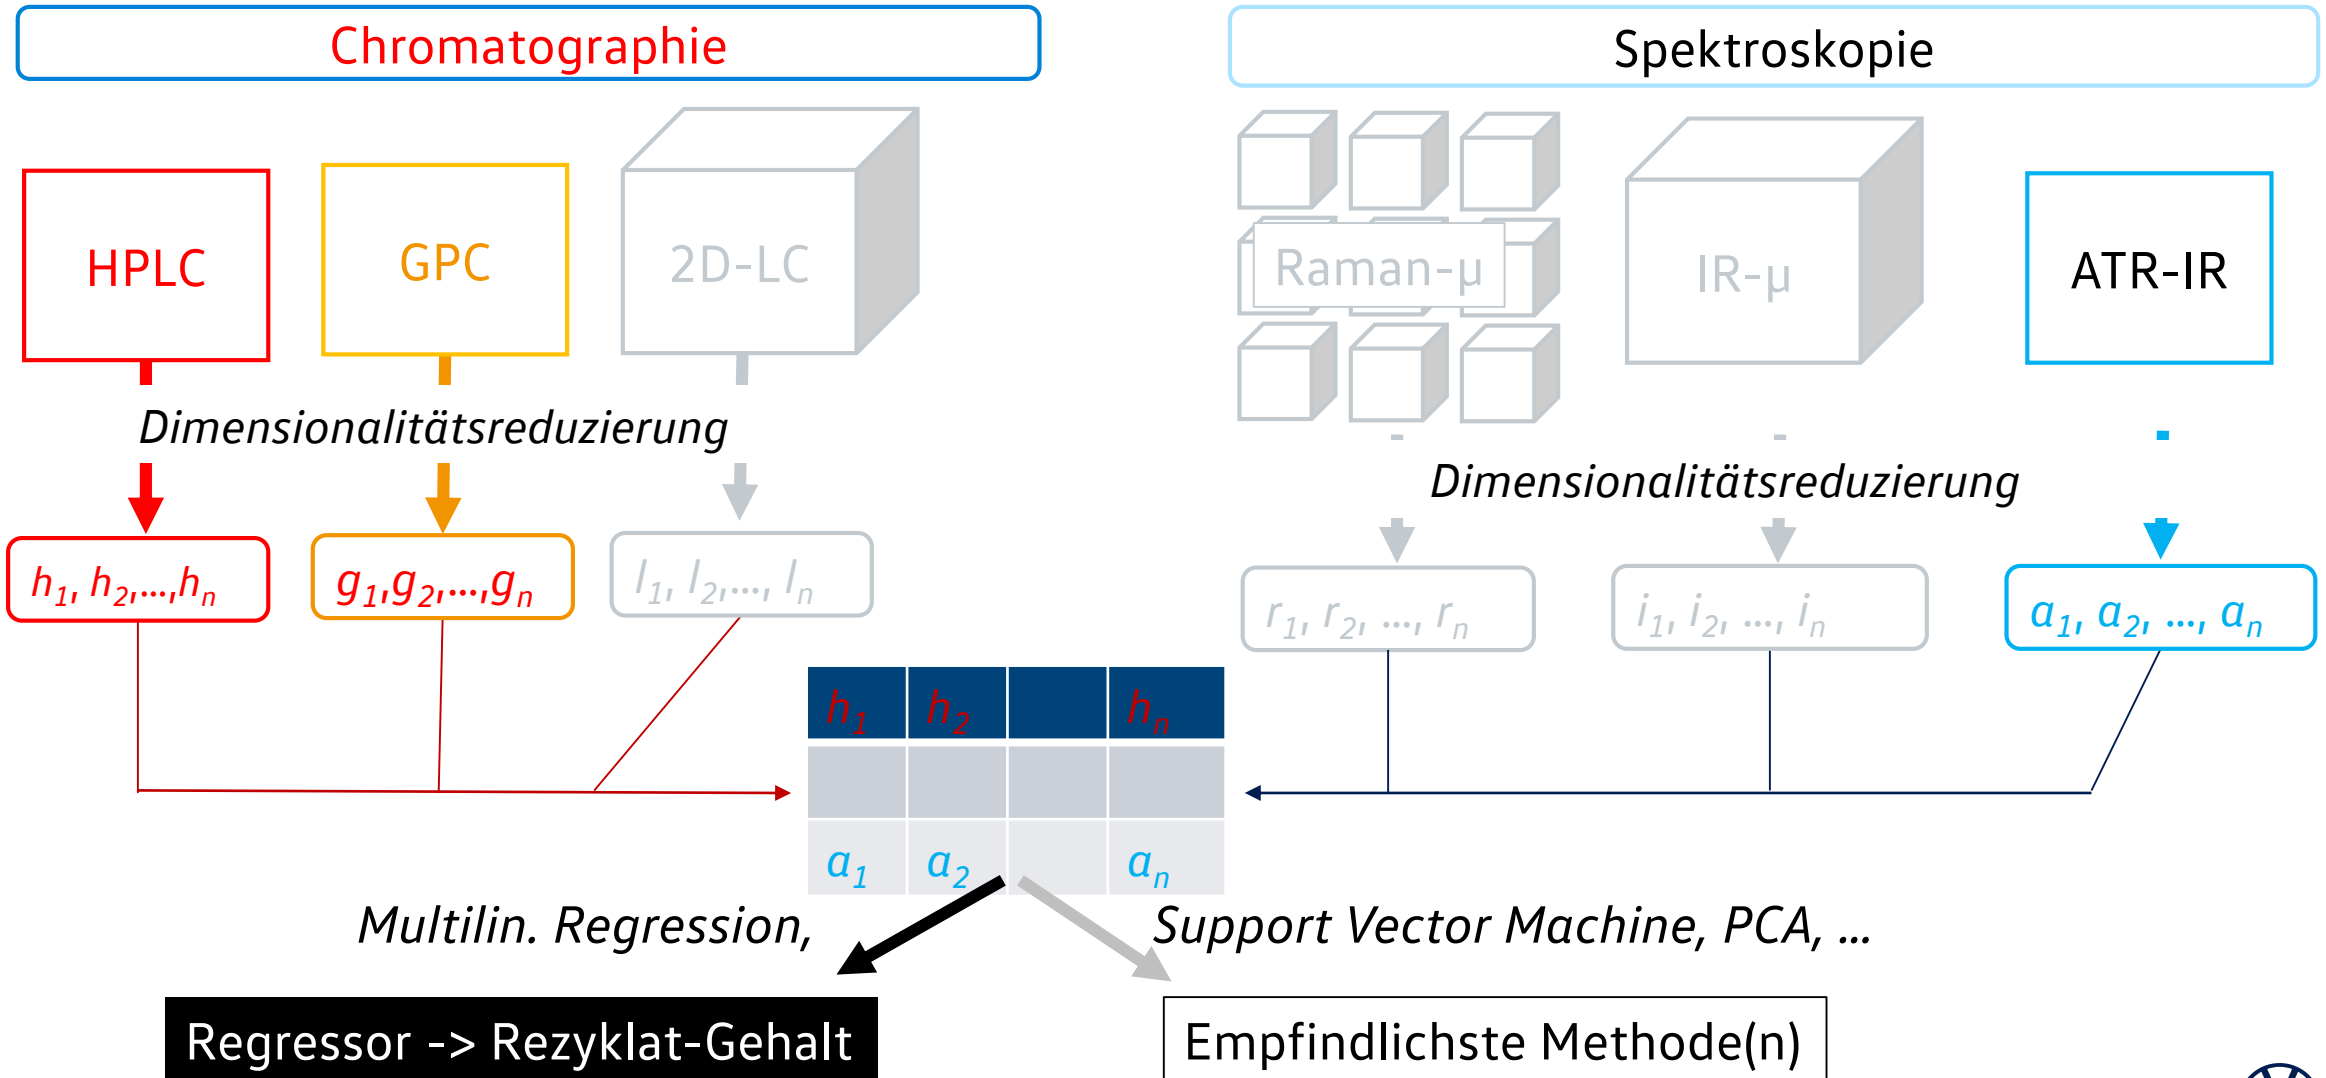 Chromatographie
Spektroskopie
HPLC
GPC
2D-LC
Raman-µ
IR-µ
ATR-IR
Dimensionalitätsreduzierung
Dimensionalitätsreduzierung
h1, h2,...,hn
g1,g2,...,gn
l1, l2,..., ln
r1, r2, ..., rn
i1, i2, ..., in
a1, a2, ..., an
h1 h2 hn
a1 a2 an
Multilin. Regression,
Support Vector Machine, PCA, ...
Regressor -> Rezyklat-Gehalt
Empfindlichste Methode(n)